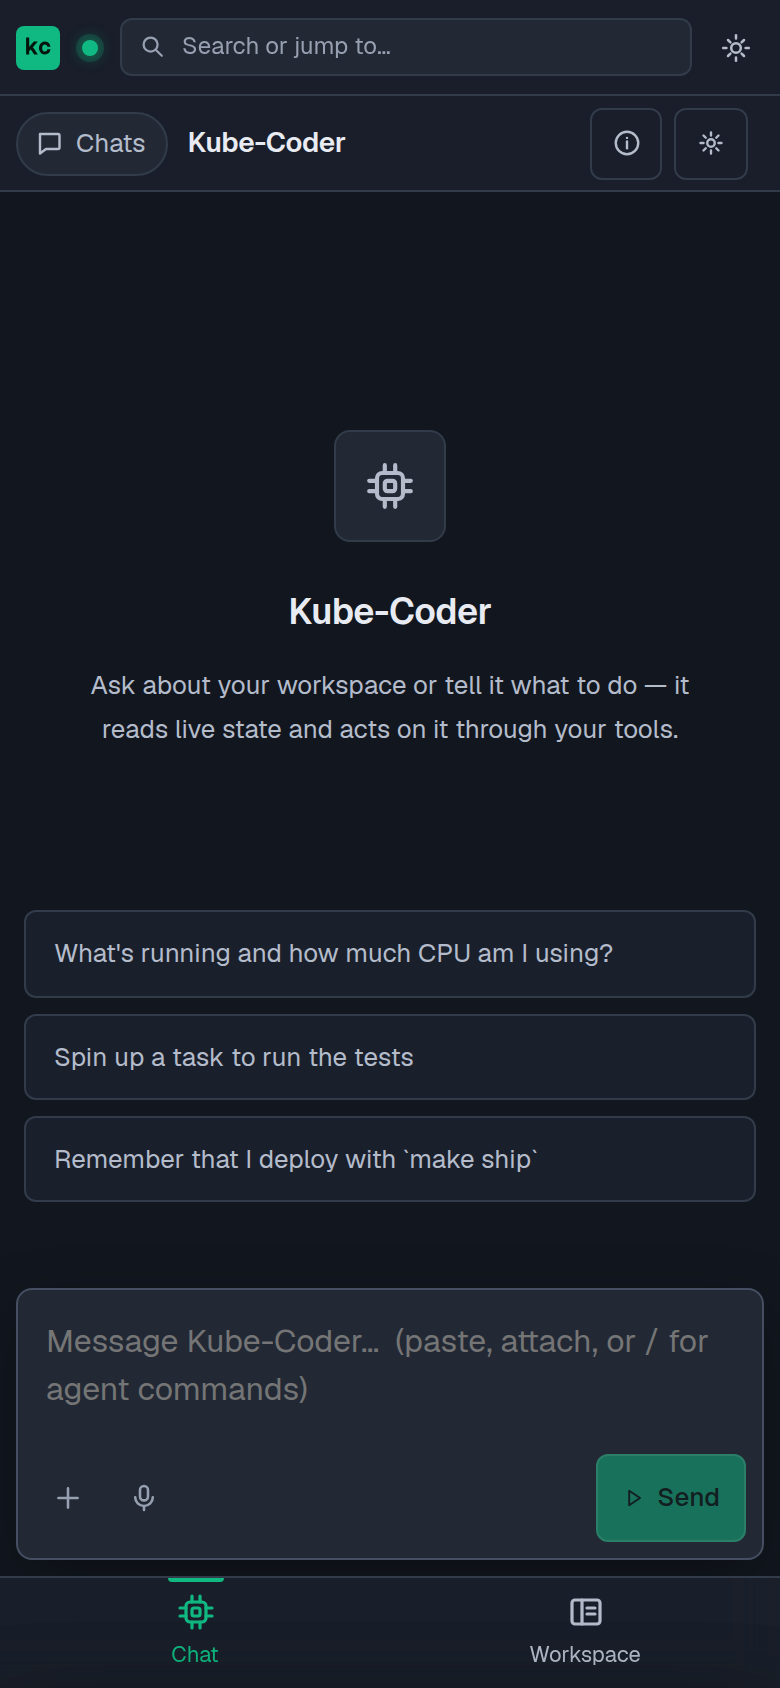 kc
Search or jump to...
Chats
Kube-Coder
Kube-Coder
Ask about your workspace or tell it what to do — it
reads live state and acts on it through your tools.
What's running and how much CPU am I using?
Spin up a task to run the tests
Remember that I deploy with `make ship`
Message Kube-Coder... (paste, attach, or / for
agent commands)
Send
Chat
Workspace